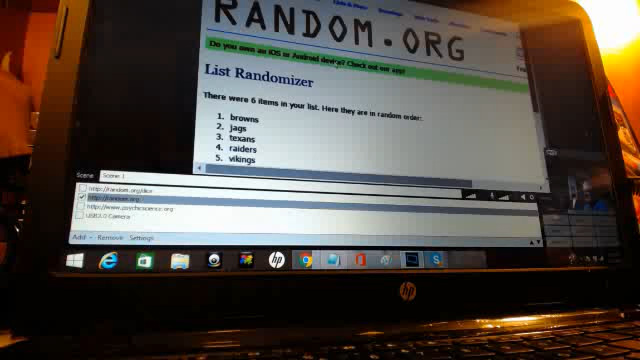 RANDOM.ORG
Do you own an iOS or Android device? Check out our app!
List Randomizer
There were 6 items in your list. Here they are in random order:
1. browns
2. jags
3. texans
4. raiders
5. vikings
Scene
Scene 1
http://random.org/dice
http://random.org
http://www.psychicscience.org
USB2.0 Camera
Add
Remove
Settings
hp
hp